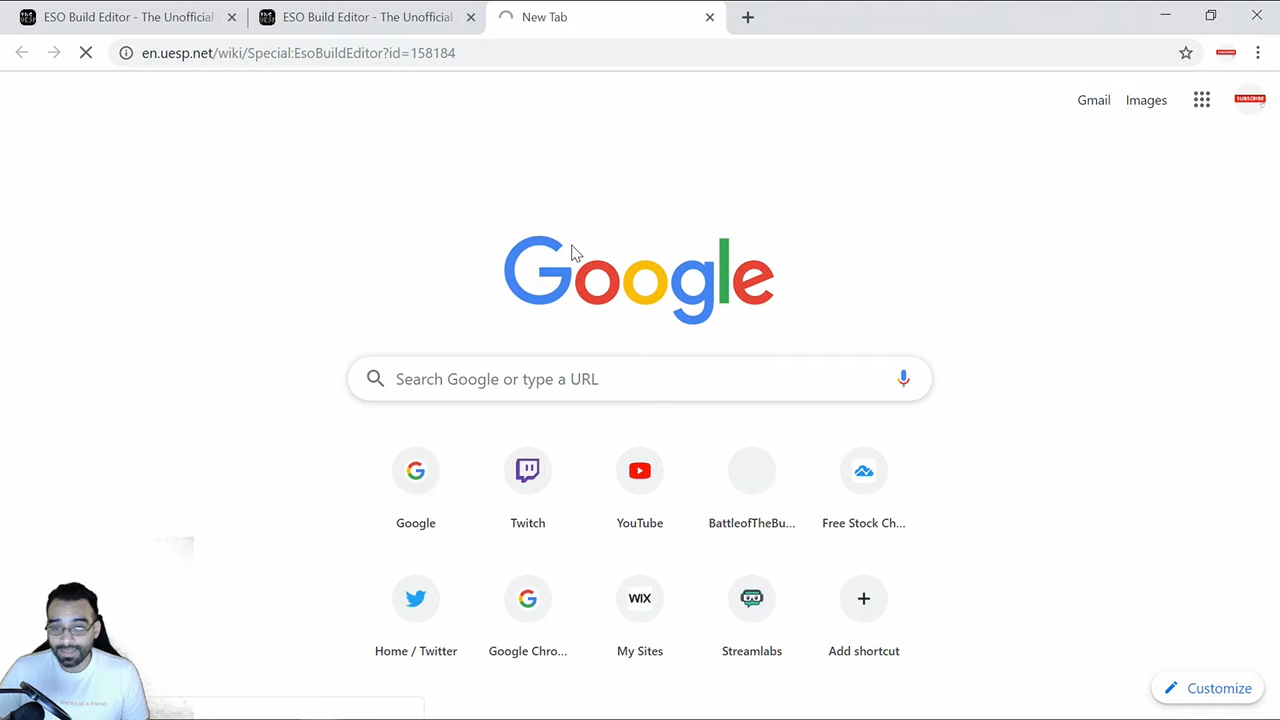 ESO Build Editor - The Unofficial
ESO Build Editor - The Unofficial
New Tab
en.uesp.net/wiki/Special:EsoBuildEditor?id=158184
Gmail
Images
SUBSCRIBE
Google
Search Google or type a URL
Google
Twitch
YouTube
BattleofTheBu...
Free Stock Ch...
WIX
Home / Twitter
Google Chro...
My Sites
Streamlabs
Add shortcut
Customize